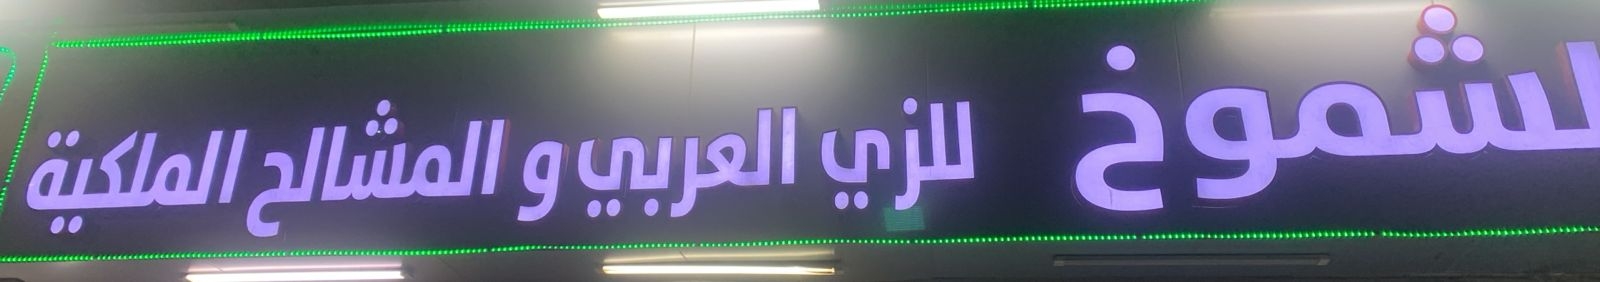 لشموخ للزي العربي و المشالح الملكية